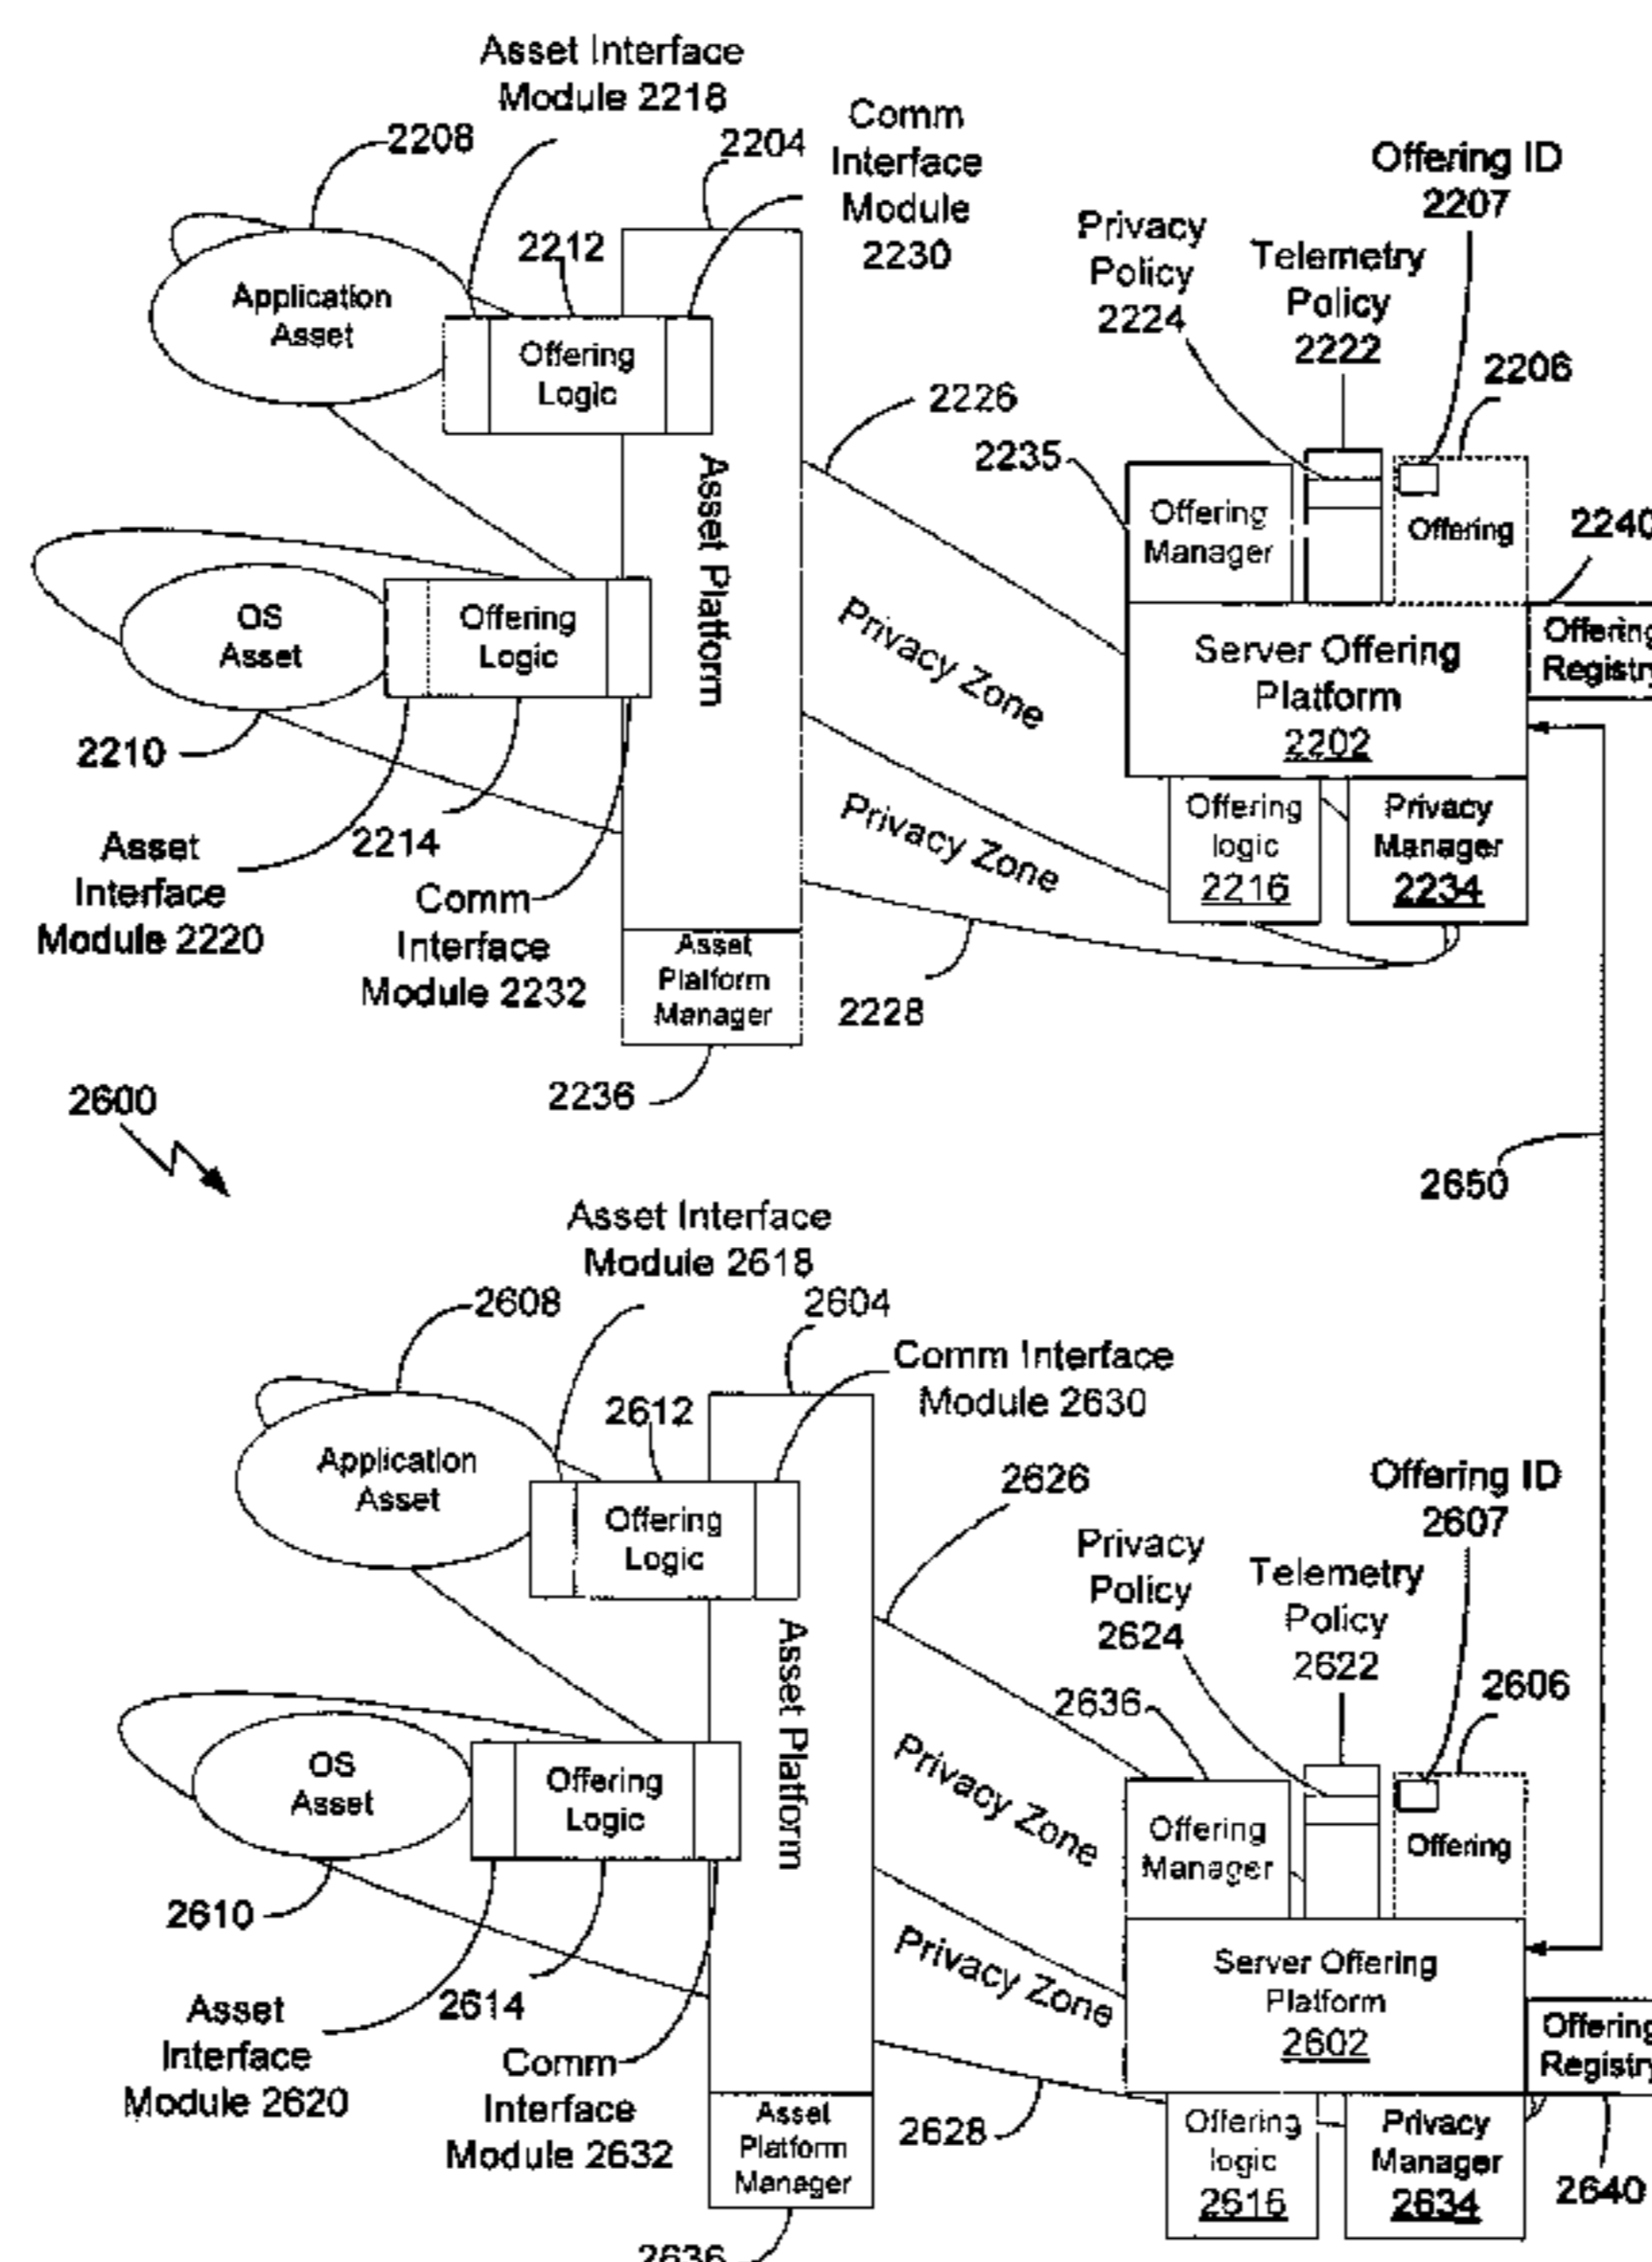 Asset Interface
Module 2218
2208
2204
Comm
Interface
Module
2230
Offering ID
2207
Privacy
Policy
2224
Telemetry
Policy
2222
2212
Application
Asset
Offering
Logic
2206
2226
2235
Asset Platform
Offering
Manager
Offering
2240
OS
Asset
Offering
Logic
Privacy Zone
Server Offering
Platform
2202
Offering
Registry
2210
2214
Privacy Zone
Offering
logic
2216
Privacy
Manager
2234
Asset
Interface
Module 2220
Comm
Interface
Module 2232
Asset
Platform
Manager
2228
2236
2600
2650
Asset Interface
Module 2618
2608
2604
Comm Interface
Module 2630
2612
Application
Asset
Offering
Logic
2626
Offering ID
2607
Privacy
Policy
2624
Telemetry
Policy
2622
2606
2636
Asset Platform
OS
Asset
Offering
Logic
Privacy Zone
Offering
Manager
Offering
2610
2614
Privacy Zone
Server Offering
Platform
2602
Offering
Registry
Asset
Interface
Module 2620
Comm
Interface
Module 2632
Asset
Platform
Manager
2628
Offering
logic
2616
Privacy
Manager
2634
2640
2636